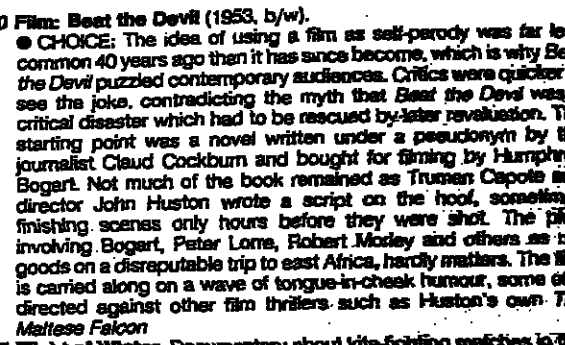 Film: Beat the Devil (1953, b/w).
● CHOICE: The idea of using a film as self-parody was far le
common 40 years ago than it has since become, which is why Be
the Devil puzzled contemporary audiences. Critics were quicker
see the joke, contradicting the myth that Beat the Devil was
critical disaster which had to be rescued by later revaluation. T
starting point was a novel written under a pseudonym by t
journalist Claud Cockburn and bought for filming by Humphr
Bogart. Not much of the book remained as Truman Capote a
director John Huston wrote a script on the hoof, sometim
finishing scenes only hours before they were shot. The pl
involving Bogart, Peter Lorre, Robert Morley and others as
goods on a disreputable trip to east Africa, hardly matters. The fi
is carried along on a wave of tongue-in-cheek humour, some
directed against other film thrillers such as Huston's own T
Maltese Falcon
Documentary about kite-fighting matches in